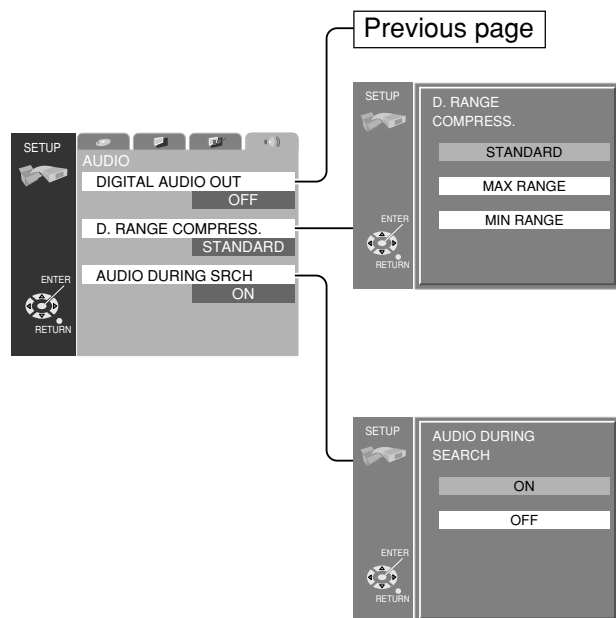 Previous page
SETUP
AUDIO
DIGITAL AUDIO OUT
OFF
D. RANGE COMPRESS.
STANDARD
AUDIO DURING SRCH
ON
ENTER
RETURN
SETUP
D. RANGE
COMPRESS.
STANDARD
MAX RANGE
MIN RANGE
ENTER
RETURN
SETUP
AUDIO DURING
SEARCH
ON
OFF
ENTER
RETURN